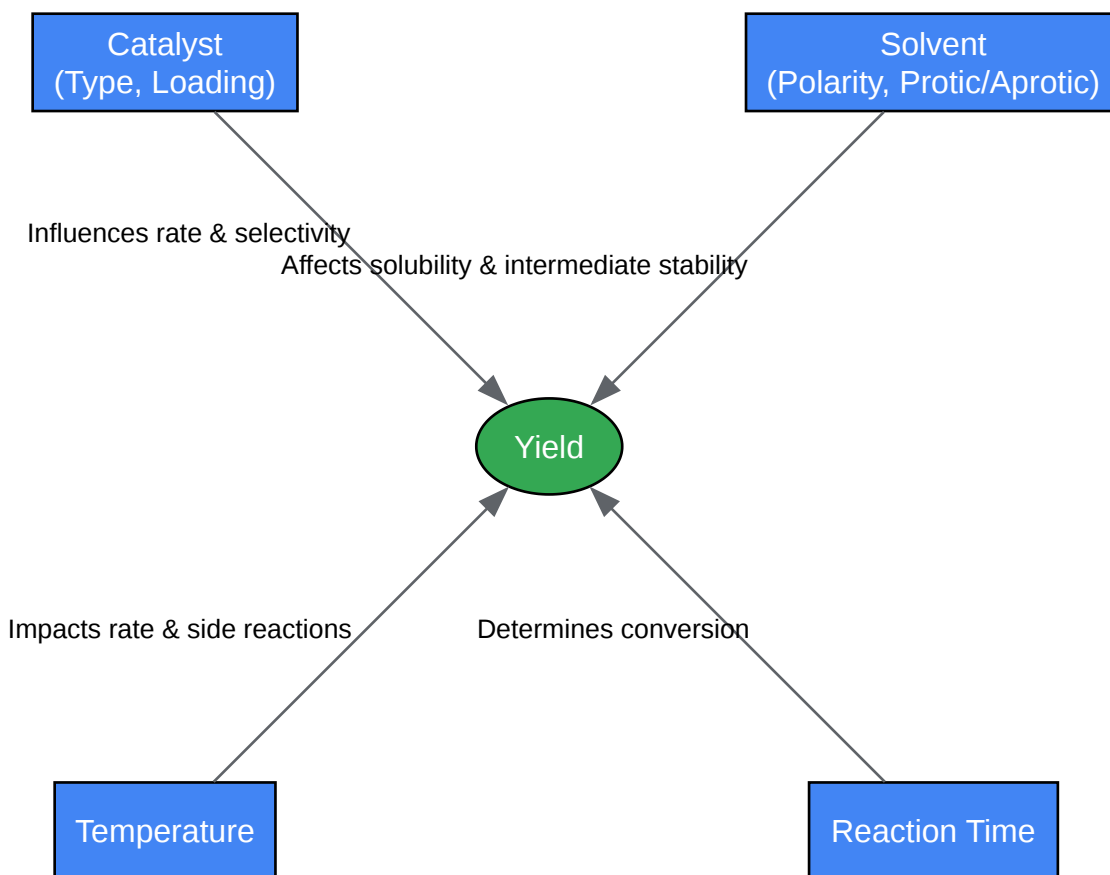 Catalyst
(Type, Loading)
Solvent
(Polarity, Protic/Aprotic)
Influences rate & selectivity
Affects solubility & intermediate stability
Yield
Impacts rate & side reactions
Determines conversion
Temperature
Reaction Time